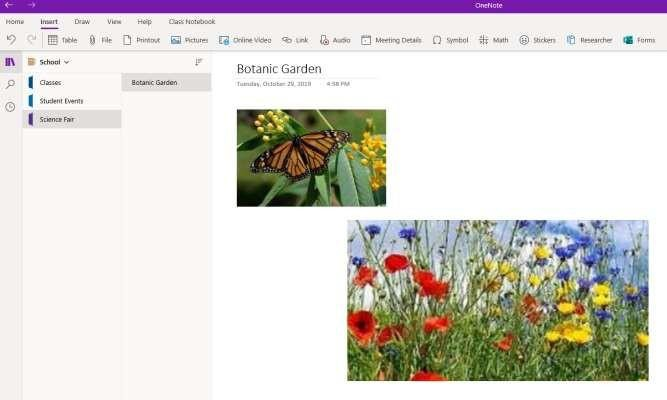 OneNote
Home Insert Draw View Help Class Notebook
Table File Printout Pictures Online Video Link Audio Meeting Details Symbol Math Stickers Researcher Forms
School
Classes
Student Events
Science Fair
Botanic Garden
Botanic Garden
Tuesday, October 29, 2019 4:58 PM